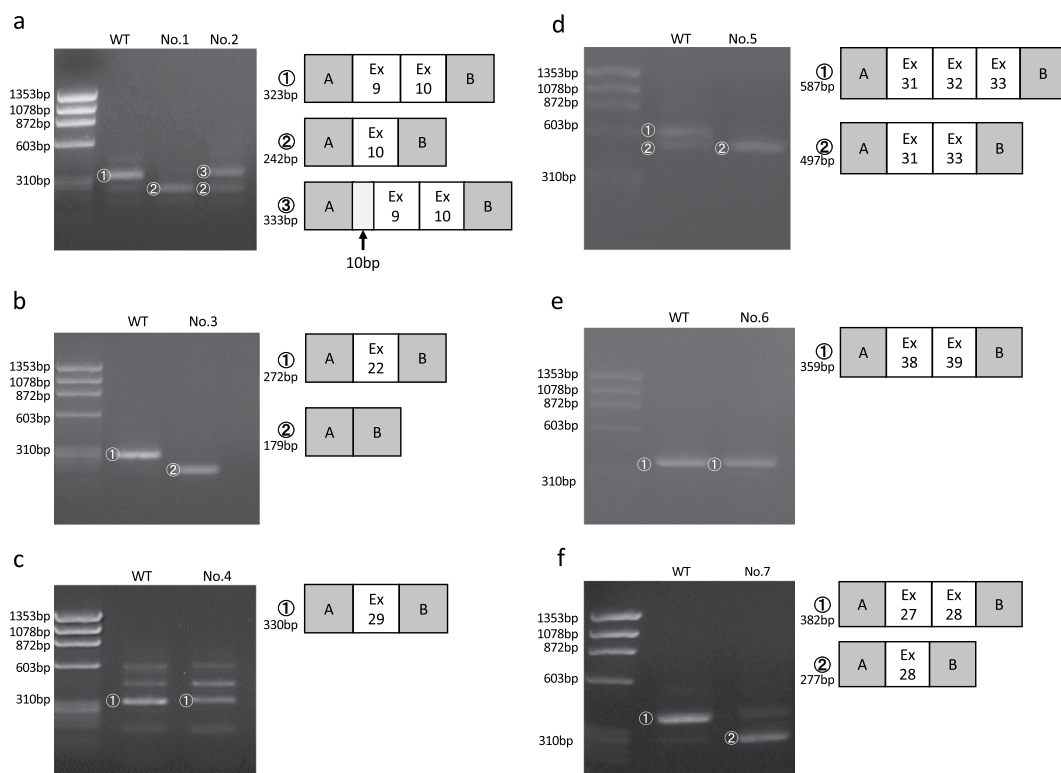 a
WT No.1 No.2
1353bp
1078bp
872bp
603bp
310bp
① ② ③ ②
① A Ex 9 Ex 10 B
323bp
② A Ex 10 B
242bp
③ A Ex 9 Ex 10 B
333bp
10bp
b
WT No.3
1353bp
1078bp
872bp
603bp
310bp
① ②
① A Ex 22 B
272bp
② A B
179bp
c
WT No.4
1353bp
1078bp
872bp
603bp
310bp
① ①
① A Ex 29 B
330bp
d
WT No.5
1353bp
1078bp
872bp
603bp
310bp
① ② ②
① A Ex 31 Ex 32 Ex 33 B
587bp
② A Ex 31 Ex 33 B
497bp
e
WT No.6
1353bp
1078bp
872bp
603bp
310bp
① ①
① A Ex 38 Ex 39 B
359bp
f
WT No.7
1353bp
1078bp
872bp
603bp
310bp
① ②
① A Ex 27 Ex 28 B
382bp
② A Ex 28 B
277bp